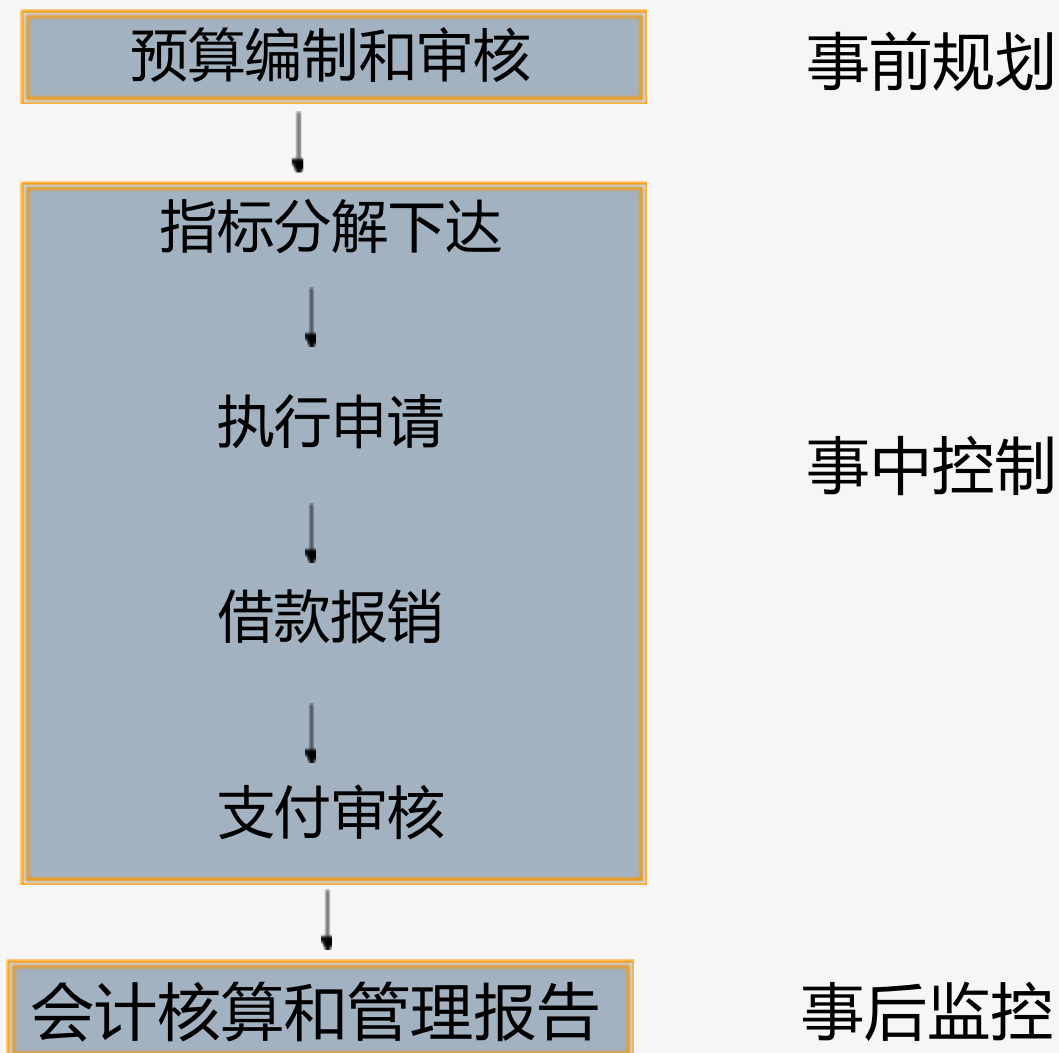 预算编制和审核
事前规划
指标分解下达
执行申请
事中控制
借款报销
支付审核
会计核算和管理报告
事后监控